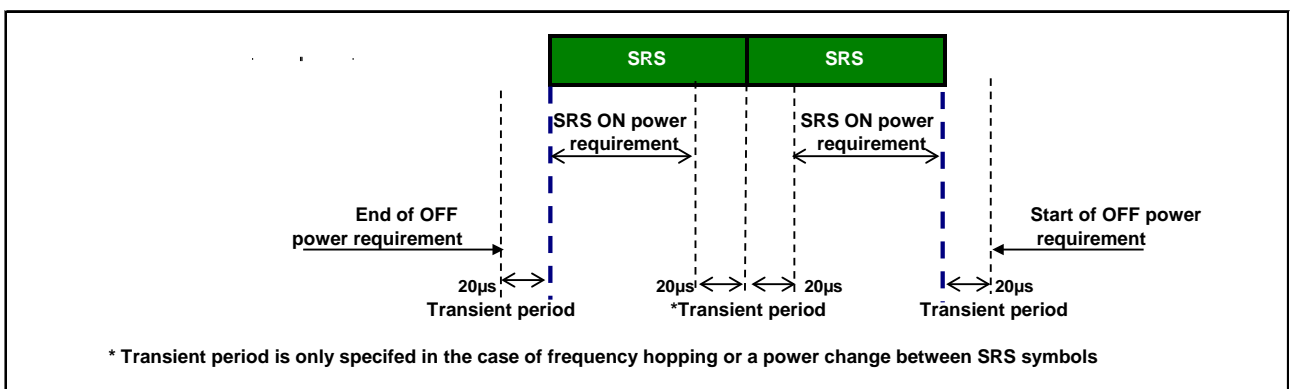 SRS SRS
SRS ON power
requirement
SRS ON power
requirement
End of OFF
power requirement
Start of OFF power
requirement
20µs 20µs 20µs 20µs
Transient period *Transient period Transient period
* Transient period is only specifed in the case of frequency hopping or a power change between SRS symbols